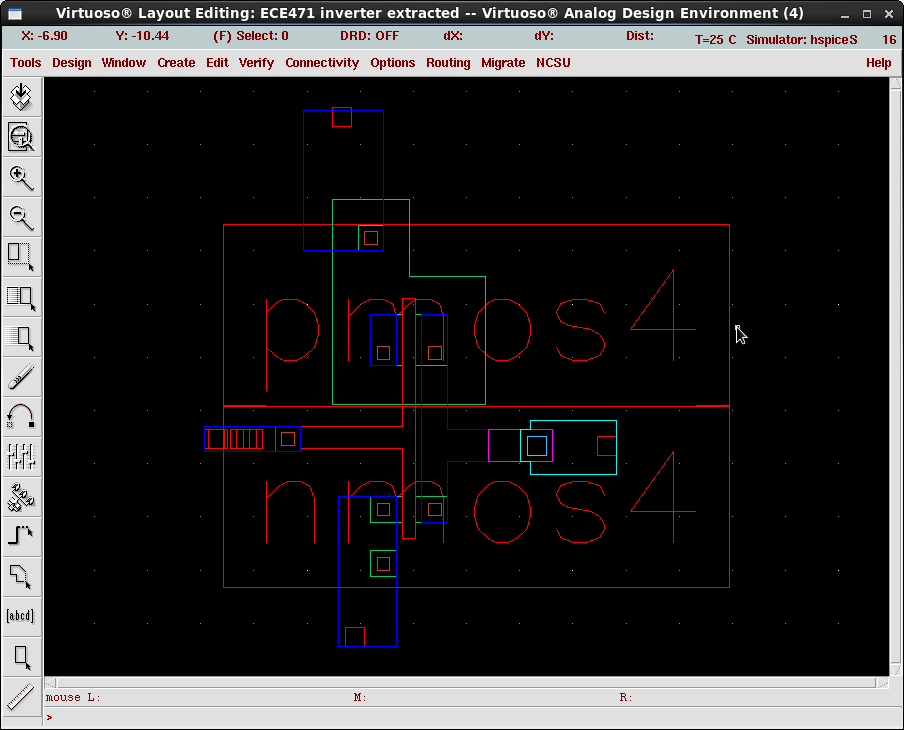 Virtuoso® Layout Editing: ECE471 inverter extracted -- Virtuoso® Analog Design Environment (4)
X: -6.90 Y: -10.44 (F) Select: 0 DRD: OFF dX: dY: Dist: T=25 C Simulator: hspiceS 16
Tools Design Window Create Edit Verify Connectivity Options Routing Migrate NCSU Help
pmos4
nmos4
[abcd]
mouse L: M: R:
>